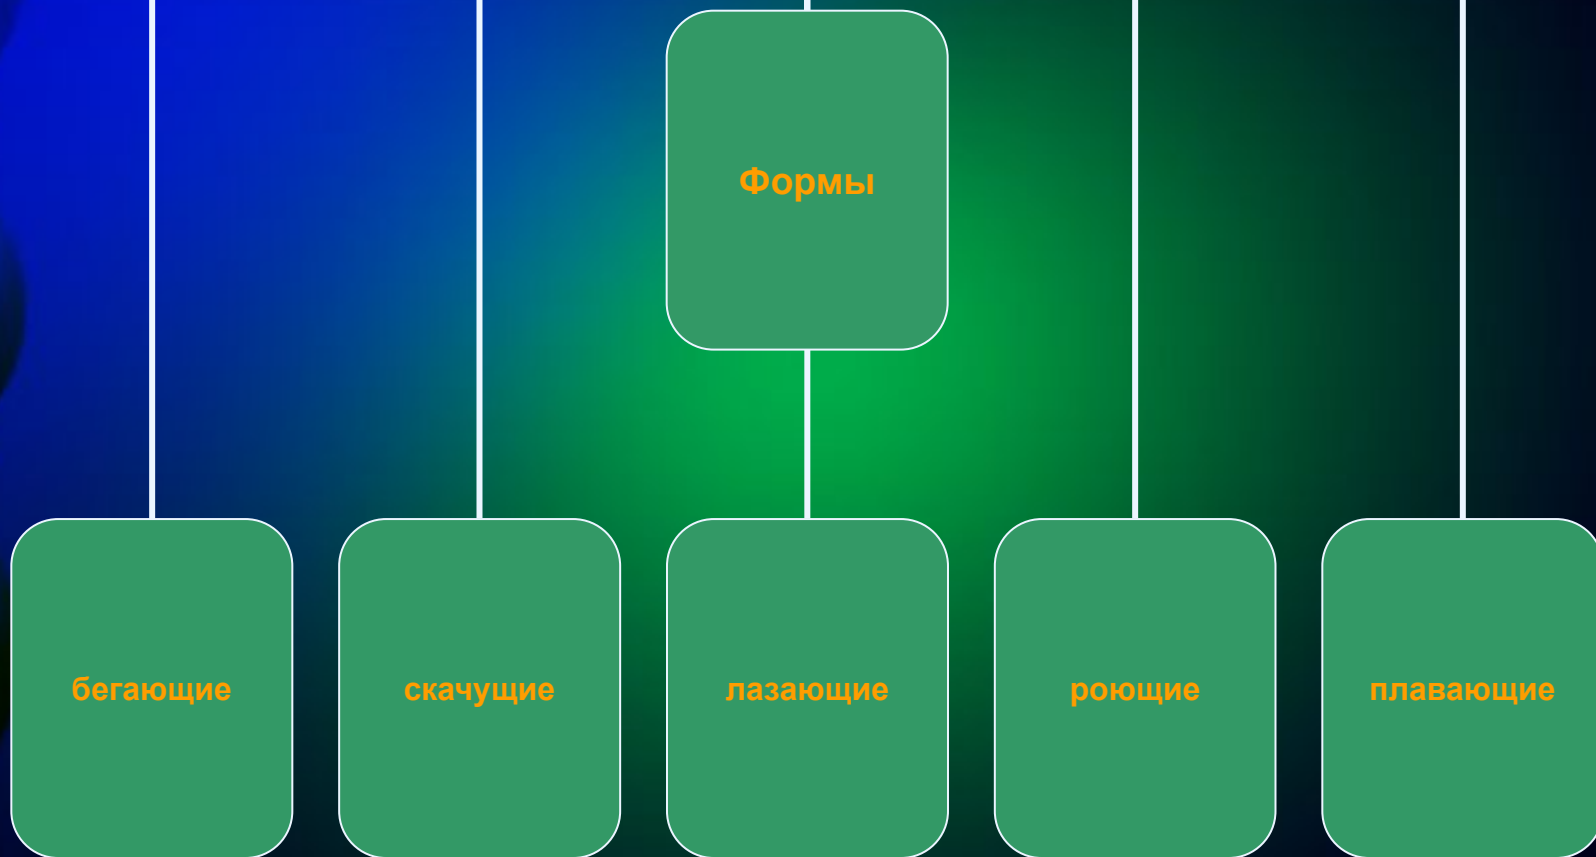 Формы
бегающие
скачущие
лазающие
роющие
плавающие